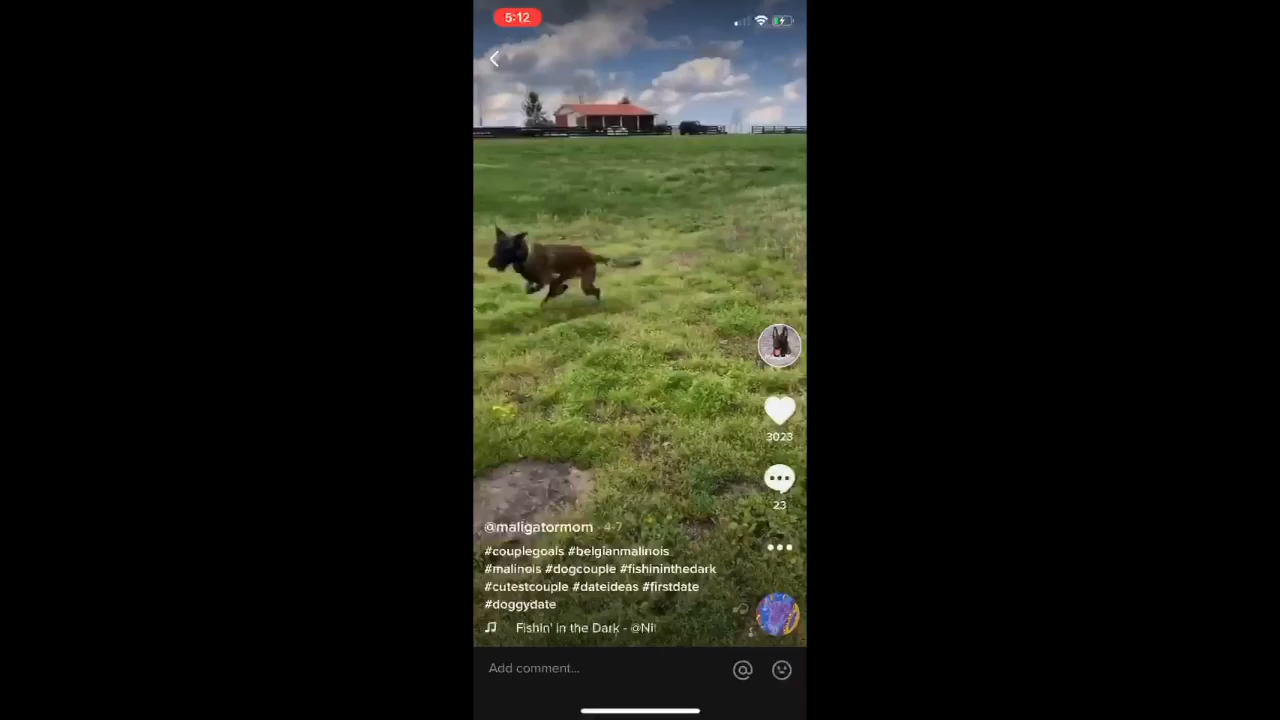 5:12
3023
23
@maligatormom · 4-7
#couplegoals #belgianmalinois
#malinois #dogcouple #fishininthedark
#cutestcouple #dateideas #firstdate
#doggydate
Fishin' in the Dark - @Ni
Add comment...